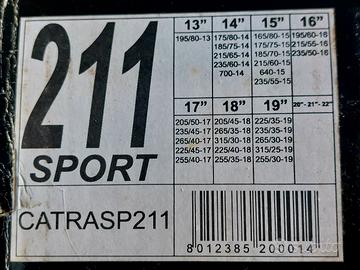 211
SPORT
CATRASP211
13" 14" 15" 16"
195/80-13 175/80-14 165/80-15 195/60-16
185/75-14 175/75-15 215/55-16
215/65-14 185/65-15 235/50-16
235/60-14 215/60-15
700-14 640-15
235/55-15
17" 18" 19" 20"- 21"- 22"
205/50-17 205/45-18 225/35-19
235/45-17 235/40-18 235/35-19
265/40-17 265/35-18 265/30-19
225/45-17 225/40-18 315/25-19
255/40-17 255/35-18 255/30-19
8 012385 200014